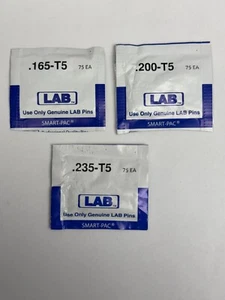 .165-T5 75 EA
LAB
Use Only Genuine LAB Pins
SMART-PAC®
.200-T5 75 EA
LAB
Use Only Genuine LAB Pins
SMART-PAC®
.235-T5 75 EA
LAB
Use Only Genuine LAB Pins
SMART-PAC®